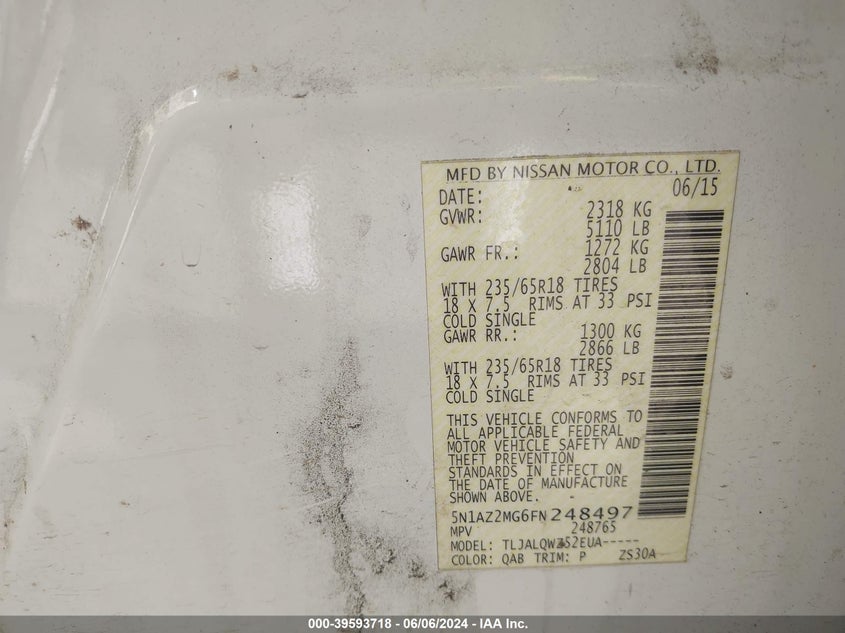 MFD BY NISSAN MOTOR CO., LTD.
DATE: 06/15
GVWR: 2318 KG
5110 LB
GAWR FR.: 1272 KG
2804 LB
WITH 235/65R18 TIRES
18 X 7.5 RIMS AT 33 PSI
COLD SINGLE
GAWR RR.: 1300 KG
2866 LB
WITH 235/65R18 TIRES
18 X 7.5 RIMS AT 33 PSI
COLD SINGLE
THIS VEHICLE CONFORMS TO
ALL APPLICABLE FEDERAL
MOTOR VEHICLE SAFETY AND
THEFT PREVENTION
STANDARDS IN EFFECT ON
THE DATE OF MANUFACTURE
SHOWN ABOVE.
5N1AZ2MG6FN248497
MPV 248765
MODEL: 
COLOR: QAB TRIM: P ZS30A
000-39593718 - 06/06/2024 - IAA Inc.